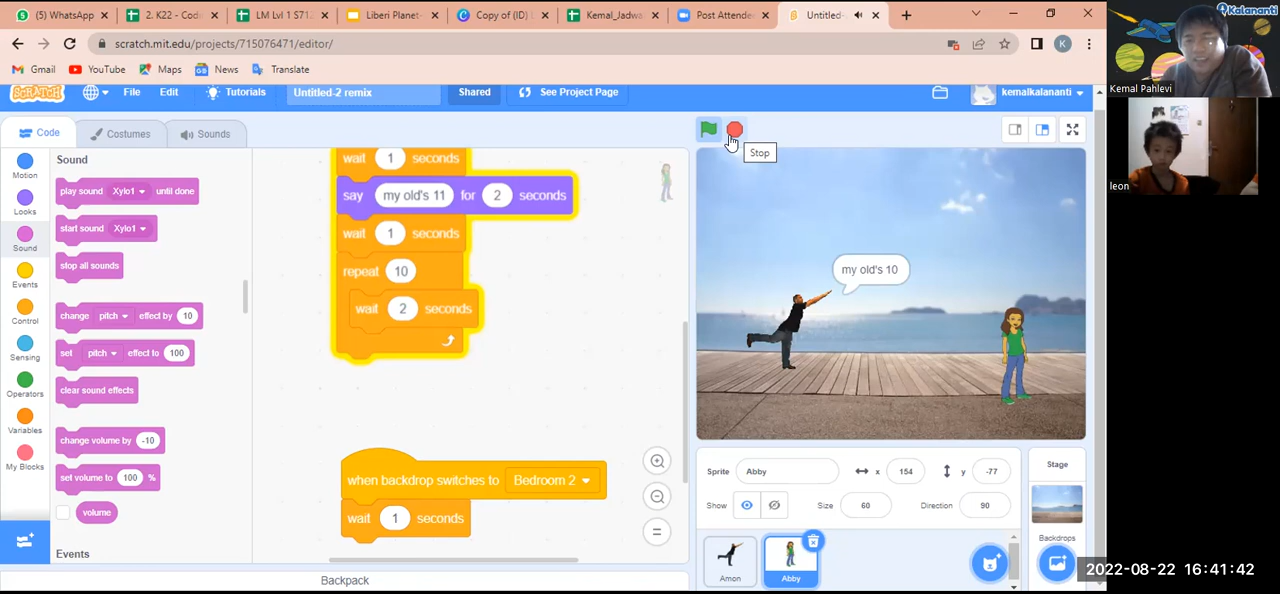 (5) WhatsApp
2. K22 - Codi
LM Lvl 1 S712
Liberi Planet-
Copy of (ID) L
Kemal_Jadwa
Post Attende
Untitled-
scratch.mit.edu/projects/715076471/editor/
K
Gmail YouTube Maps News Translate
SCRATCH File Edit Tutorials Untitled-2 remix Shared See Project Page kemalkalananti
Code Costumes Sounds
Stop
Motion
Looks
Sound
Events
Control
Sensing
Operators
Variables
My Blocks
Sound
play sound Xylo1 until done
start sound Xylo1
stop all sounds
change pitch effect by 10
set pitch effect to 100
clear sound effects
change volume by -10
set volume to 100 %
volume
Events
wait 1 seconds
say my old's 11 for 2 seconds
wait 1 seconds
repeat 10
wait 2 seconds
when backdrop switches to Bedroom 2
wait 1 seconds
Backpack
my old's 10
Sprite Abby x 154 y -77
Show Size 60 Direction 90
Amon
Abby
Stage
Backdrops
Kalananti
Kemal Pahlevi
leon
2022-08-22 16:41:42